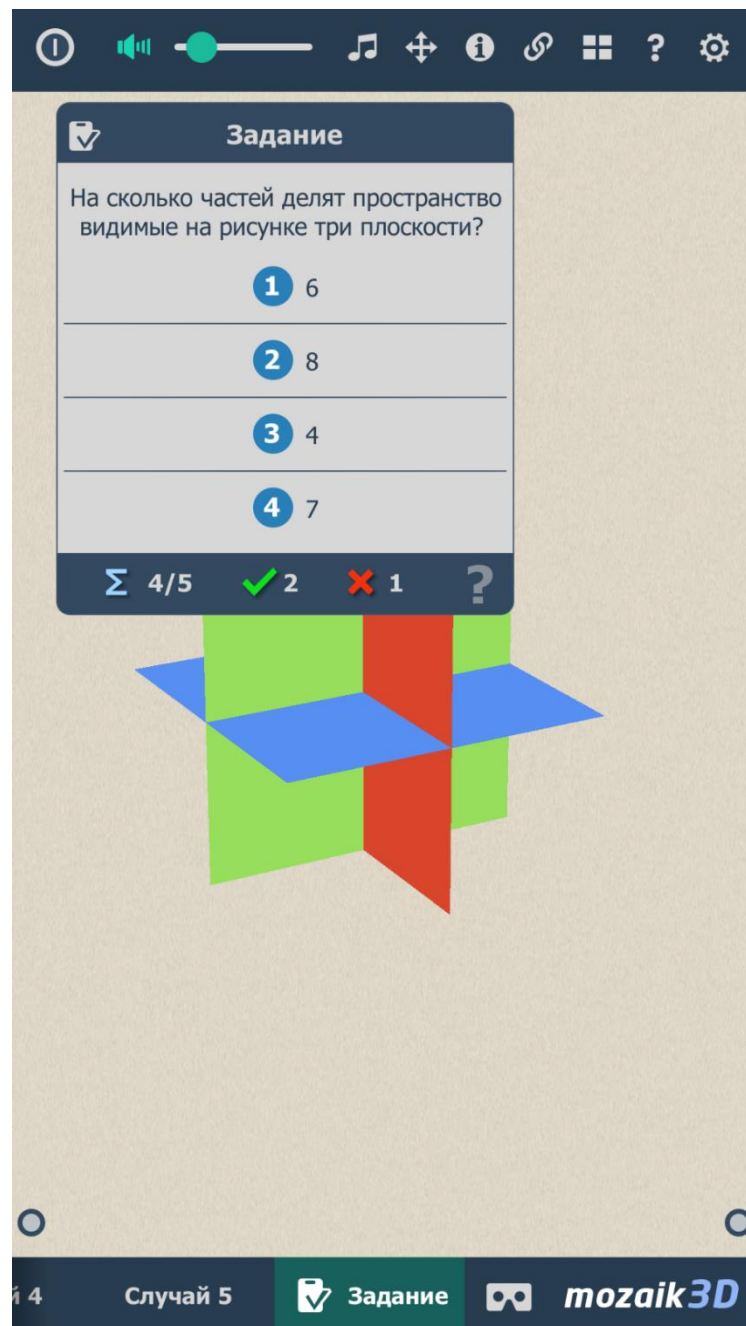 Задание
На сколько частей делят пространство
видимые на рисунке три плоскости?
1 6
2 8
3 4
4 7
Σ 4/5 2 1 ?
й 4 Случай 5 Задание mozaik3D